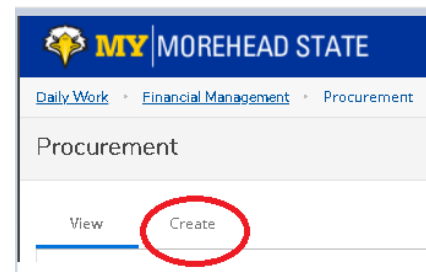 MY MOREHEAD STATE
Daily Work Financial Management Procurement
Procurement
View Create